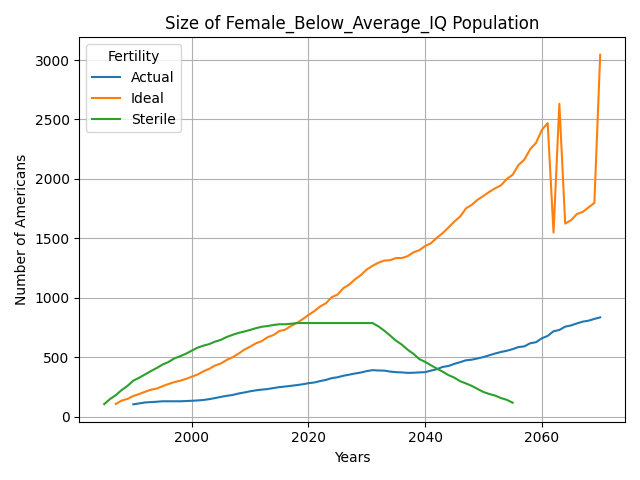 Size of Female_Below_Average_IQ Population
Fertility
Actual
Ideal
Sterile
Number of Americans
3000
2500
2000
1500
1000
500
0
2000
2020
2040
2060
Years